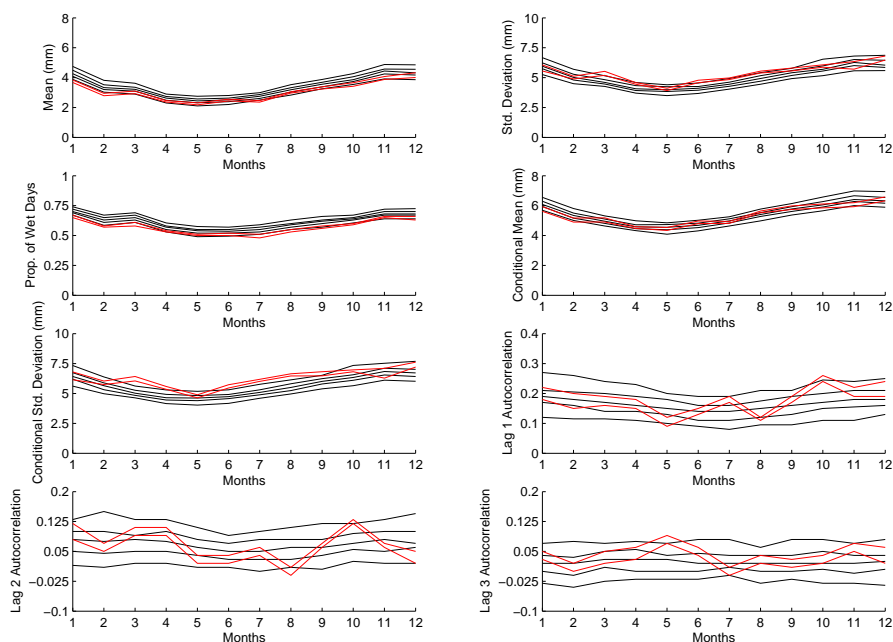 8
6
4
2
0
Mean (mm)
1 2 3 4 5 6 7 8 9 10 11 12
Months
10
7.5
5
2.5
0
Std. Deviation (mm)
1 2 3 4 5 6 7 8 9 10 11 12
Months
1
0.75
0.5
0.25
0
Prop. of Wet Days
1 2 3 4 5 6 7 8 9 10 11 12
Months
8
6
4
2
0
Conditional Mean (mm)
1 2 3 4 5 6 7 8 9 10 11 12
Months
10
7.5
5
2.5
0
Conditional Std. Deviation (mm)
1 2 3 4 5 6 7 8 9 10 11 12
Months
0.4
0.3
0.2
0.1
0
Lag 1 Autocorrelation
1 2 3 4 5 6 7 8 9 10 11 12
Months
0.2
0.125
0.05
−0.025
−0.1
Lag 2 Autocorrelation
1 2 3 4 5 6 7 8 9 10 11 12
Months
0.2
0.125
0.05
−0.025
−0.1
Lag 3 Autocorrelation
1 2 3 4 5 6 7 8 9 10 11 12
Months